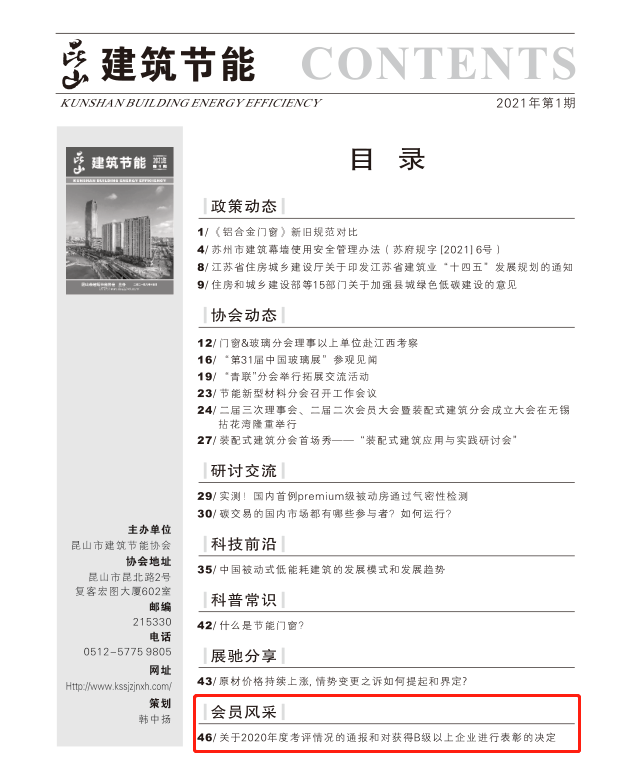 昆山 建筑节能 CONTENTS
KUNSHAN BUILDING ENERGY EFFICIENCY
2021年第1期
昆山 建筑节能
KUNSHAN BUILDING ENERGY EFFICIENCY
目 录
政策动态
1/《铝合金门窗》新旧规范对比
4/苏州市建筑幕墙使用安全管理办法（苏府规字[2021]6号）
8/江苏省住房城乡建设厅关于印发江苏省建筑业“十四五”发展规划的通知
9/住房和城乡建设部等15部门关于加强县城绿色低碳建设的意见
协会动态
12/门窗&玻璃分会理事以上单位赴江西考察
16/“第31届中国玻璃展”参观见闻
19/“青联”分会举行拓展交流活动
23/节能新型材料分会召开工作会议
24/二届三次理事会、二届二次会员大会暨装配式建筑分会成立大会在无锡
拈花湾隆重举行
27/装配式建筑分会首场秀——“装配式建筑应用与实践研讨会”
研讨交流
29/实测！国内首例premium级被动房通过气密性检测
30/碳交易的国内市场都有哪些参与者？如何运行？
科技前沿
35/中国被动式低能耗建筑的发展模式和发展趋势
科普常识
42/什么是节能门窗？
展驰分享
43/原材价格持续上涨,情势变更之诉如何提起和界定?
会员风采
46/关于2020年度考评情况的通报和对获得B级以上企业进行表彰的决定
主办单位
昆山市建筑节能协会
协会地址
昆山市昆北路2号
复客宏图大厦602室
邮编
215330
电话
0512-5775 9805
网址
Http://www.kssjzjnxh.com/
策划
韩中扬